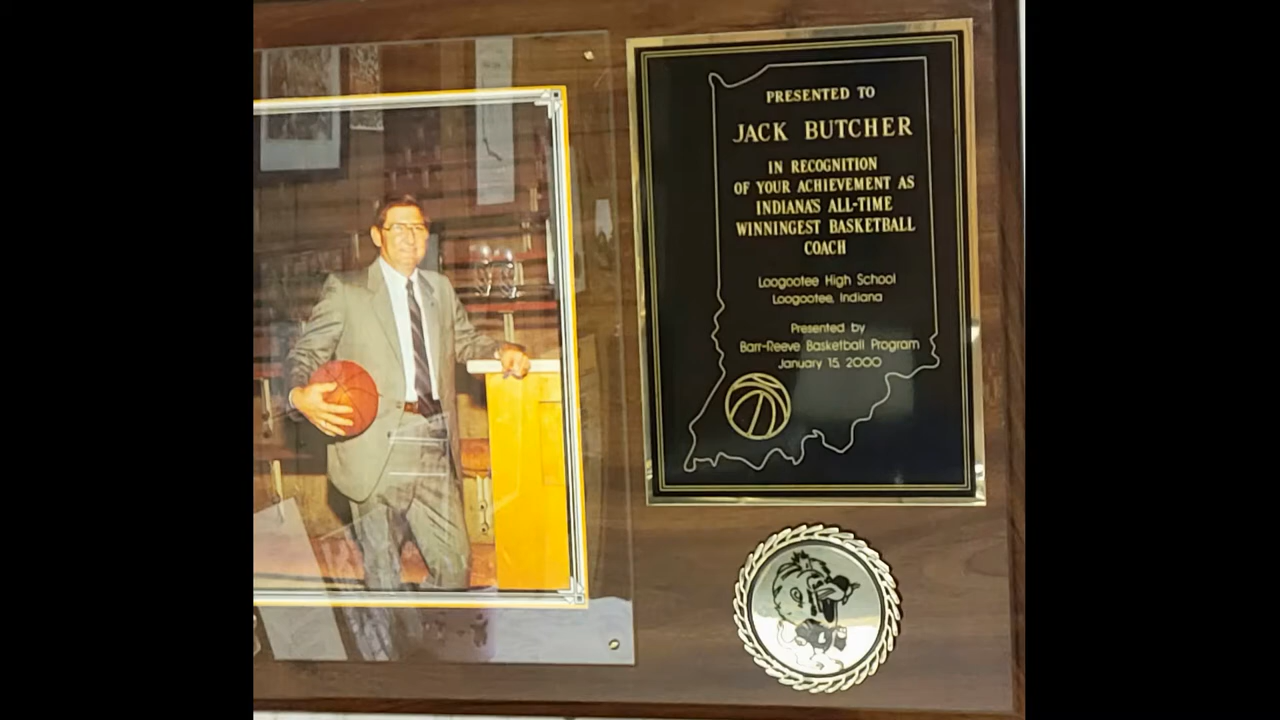 PRESENTED TO
JACK BUTCHER
IN RECOGNITION
OF YOUR ACHIEVEMENT AS
INDIANA'S ALL-TIME
WINNINGEST BASKETBALL
COACH
Loogootee High School
Loogootee, Indiana
Presented by
Barr-Reeve Basketball Program
January 15, 2000